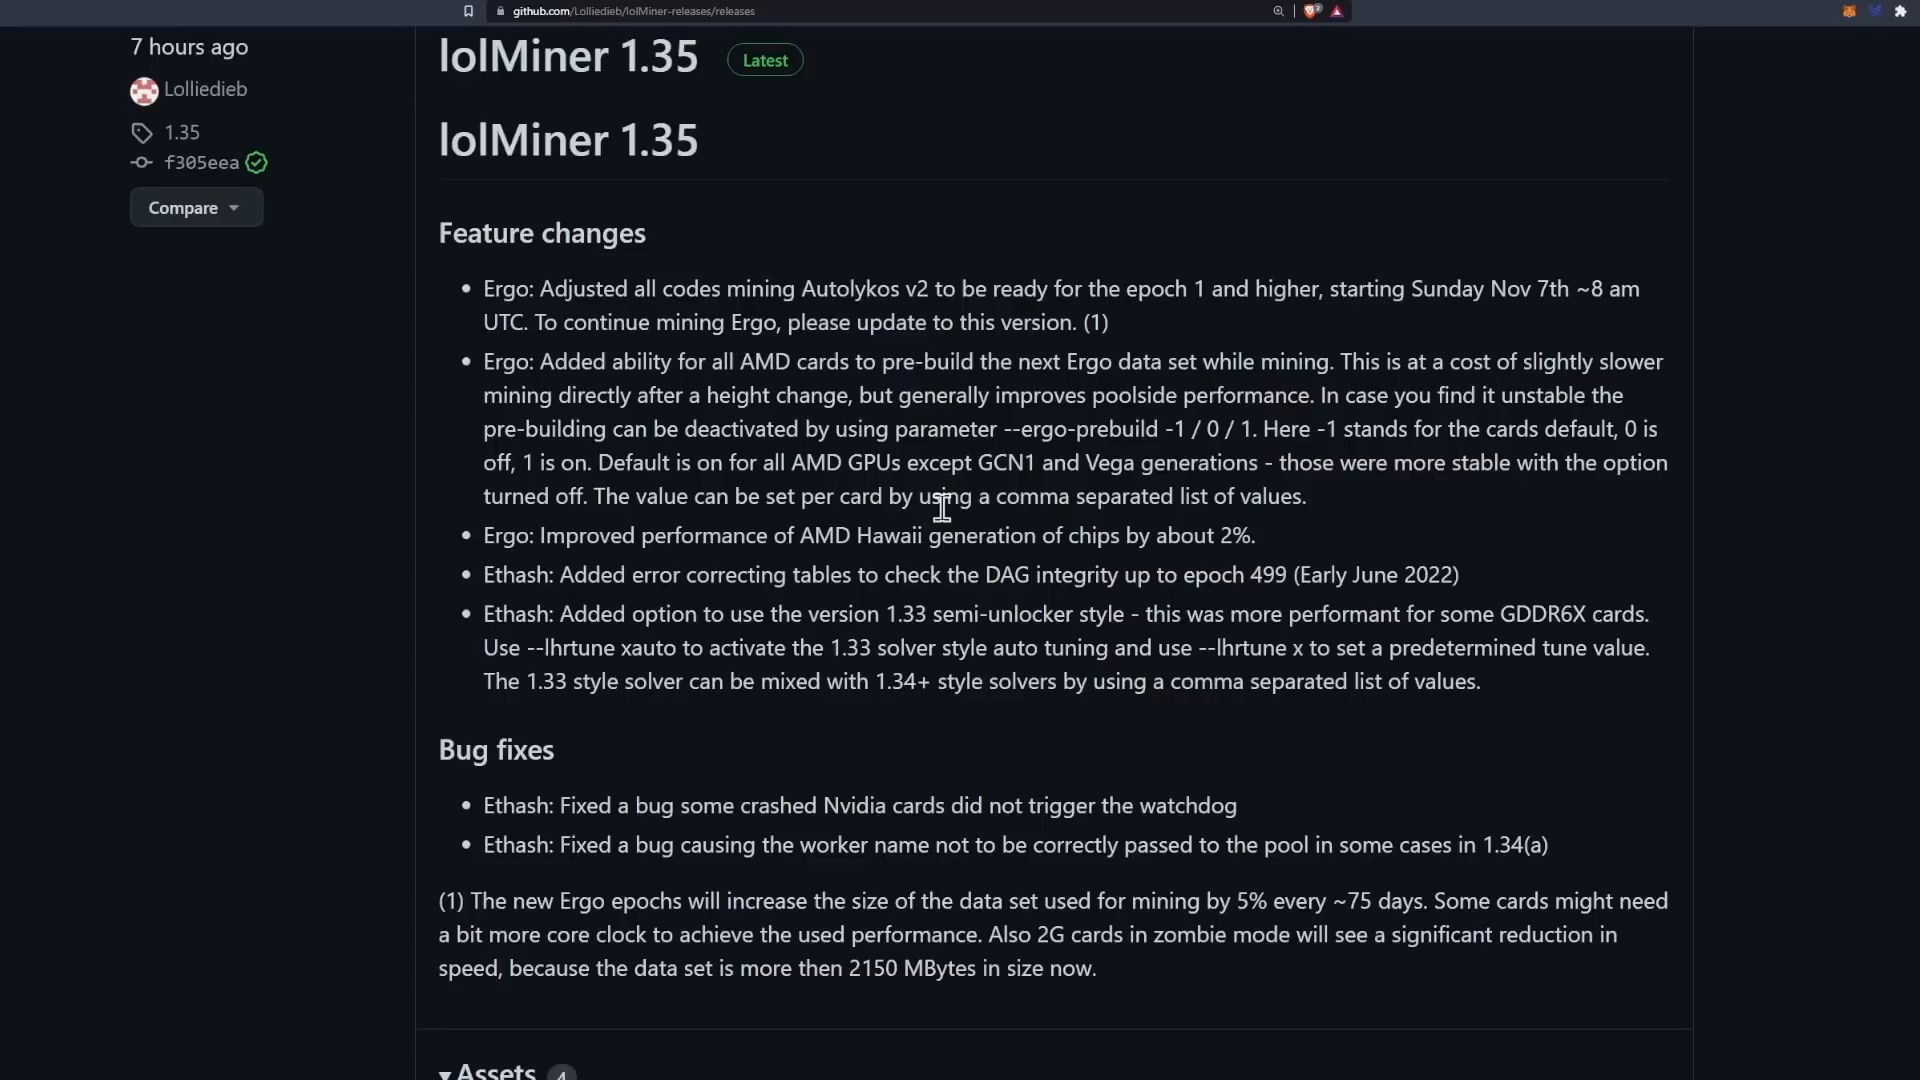 github.com/Lolliedieb/lolMiner-releases/releases
7 hours ago
Lolliedieb
1.35
f305eea
Compare
lolMiner 1.35 Latest
lolMiner 1.35
Feature changes
Ergo: Adjusted all codes mining Autolykos v2 to be ready for the epoch 1 and higher, starting Sunday Nov 7th ~8 am
UTC. To continue mining Ergo, please update to this version. (1)
Ergo: Added ability for all AMD cards to pre-build the next Ergo data set while mining. This is at a cost of slightly slower
mining directly after a height change, but generally improves poolside performance. In case you find it unstable the
pre-building can be deactivated by using parameter --ergo-prebuild -1 / 0 / 1. Here -1 stands for the cards default, 0 is
off, 1 is on. Default is on for all AMD GPUs except GCN1 and Vega generations - those were more stable with the option
turned off. The value can be set per card by using a comma separated list of values.
Ergo: Improved performance of AMD Hawaii generation of chips by about 2%.
Ethash: Added error correcting tables to check the DAG integrity up to epoch 499 (Early June 2022)
Ethash: Added option to use the version 1.33 semi-unlocker style - this was more performant for some GDDR6X cards.
Use --lhrtune xauto to activate the 1.33 solver style auto tuning and use --lhrtune x to set a predetermined tune value.
The 1.33 style solver can be mixed with 1.34+ style solvers by using a comma separated list of values.
Bug fixes
Ethash: Fixed a bug some crashed Nvidia cards did not trigger the watchdog
Ethash: Fixed a bug causing the worker name not to be correctly passed to the pool in some cases in 1.34(a)
(1) The new Ergo epochs will increase the size of the data set used for mining by 5% every ~75 days. Some cards might need
a bit more core clock to achieve the used performance. Also 2G cards in zombie mode will see a significant reduction in
speed, because the data set is more then 2150 MBytes in size now.
Assets 4